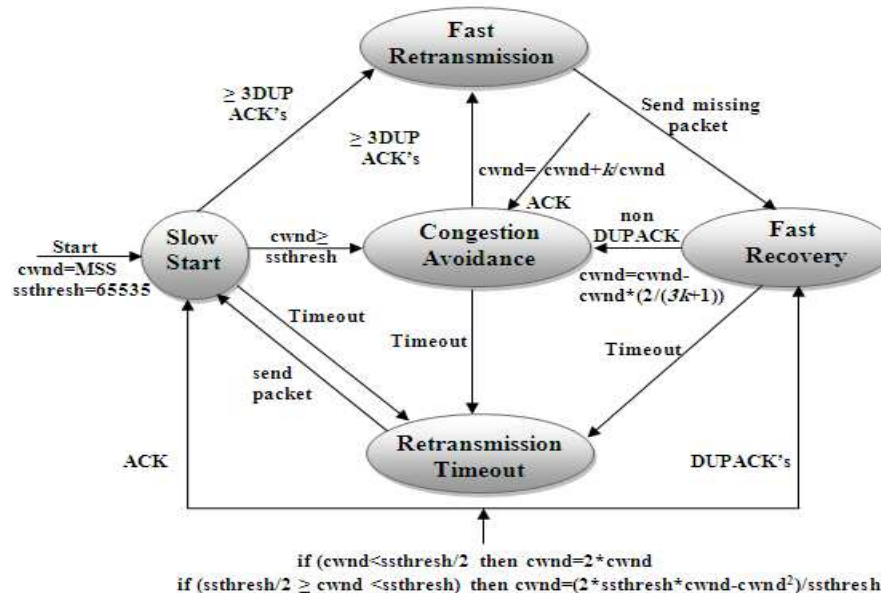 Fast
Retransmission
≥ 3DUP
ACK's
≥ 3DUP
ACK's
Send missing
packet
cwnd= cwnd+k/cwnd
ACK
Start
cwnd=MSS
ssthresh=65535
Slow
Start
cwnd≥
ssthresh
Congestion
Avoidance
non
DUPACK
cwnd=cwnd-
cwnd*(2/(3k+1))
Fast
Recovery
Timeout
send
packet
Timeout
Timeout
Retransmission
Timeout
ACK
DUPACK's
if (cwnd<ssthresh/2 then cwnd=2*cwnd
if (ssthresh/2 ≥ cwnd <ssthresh) then cwnd=(2*ssthresh*cwnd-cwnd²)/ssthresh